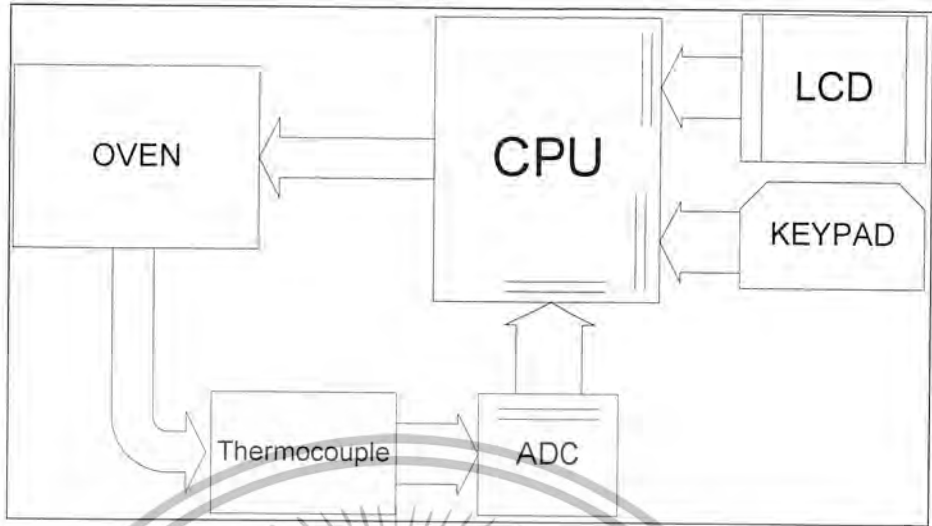 OVEN
CPU
LCD
KEYPAD
Thermocouple
ADC